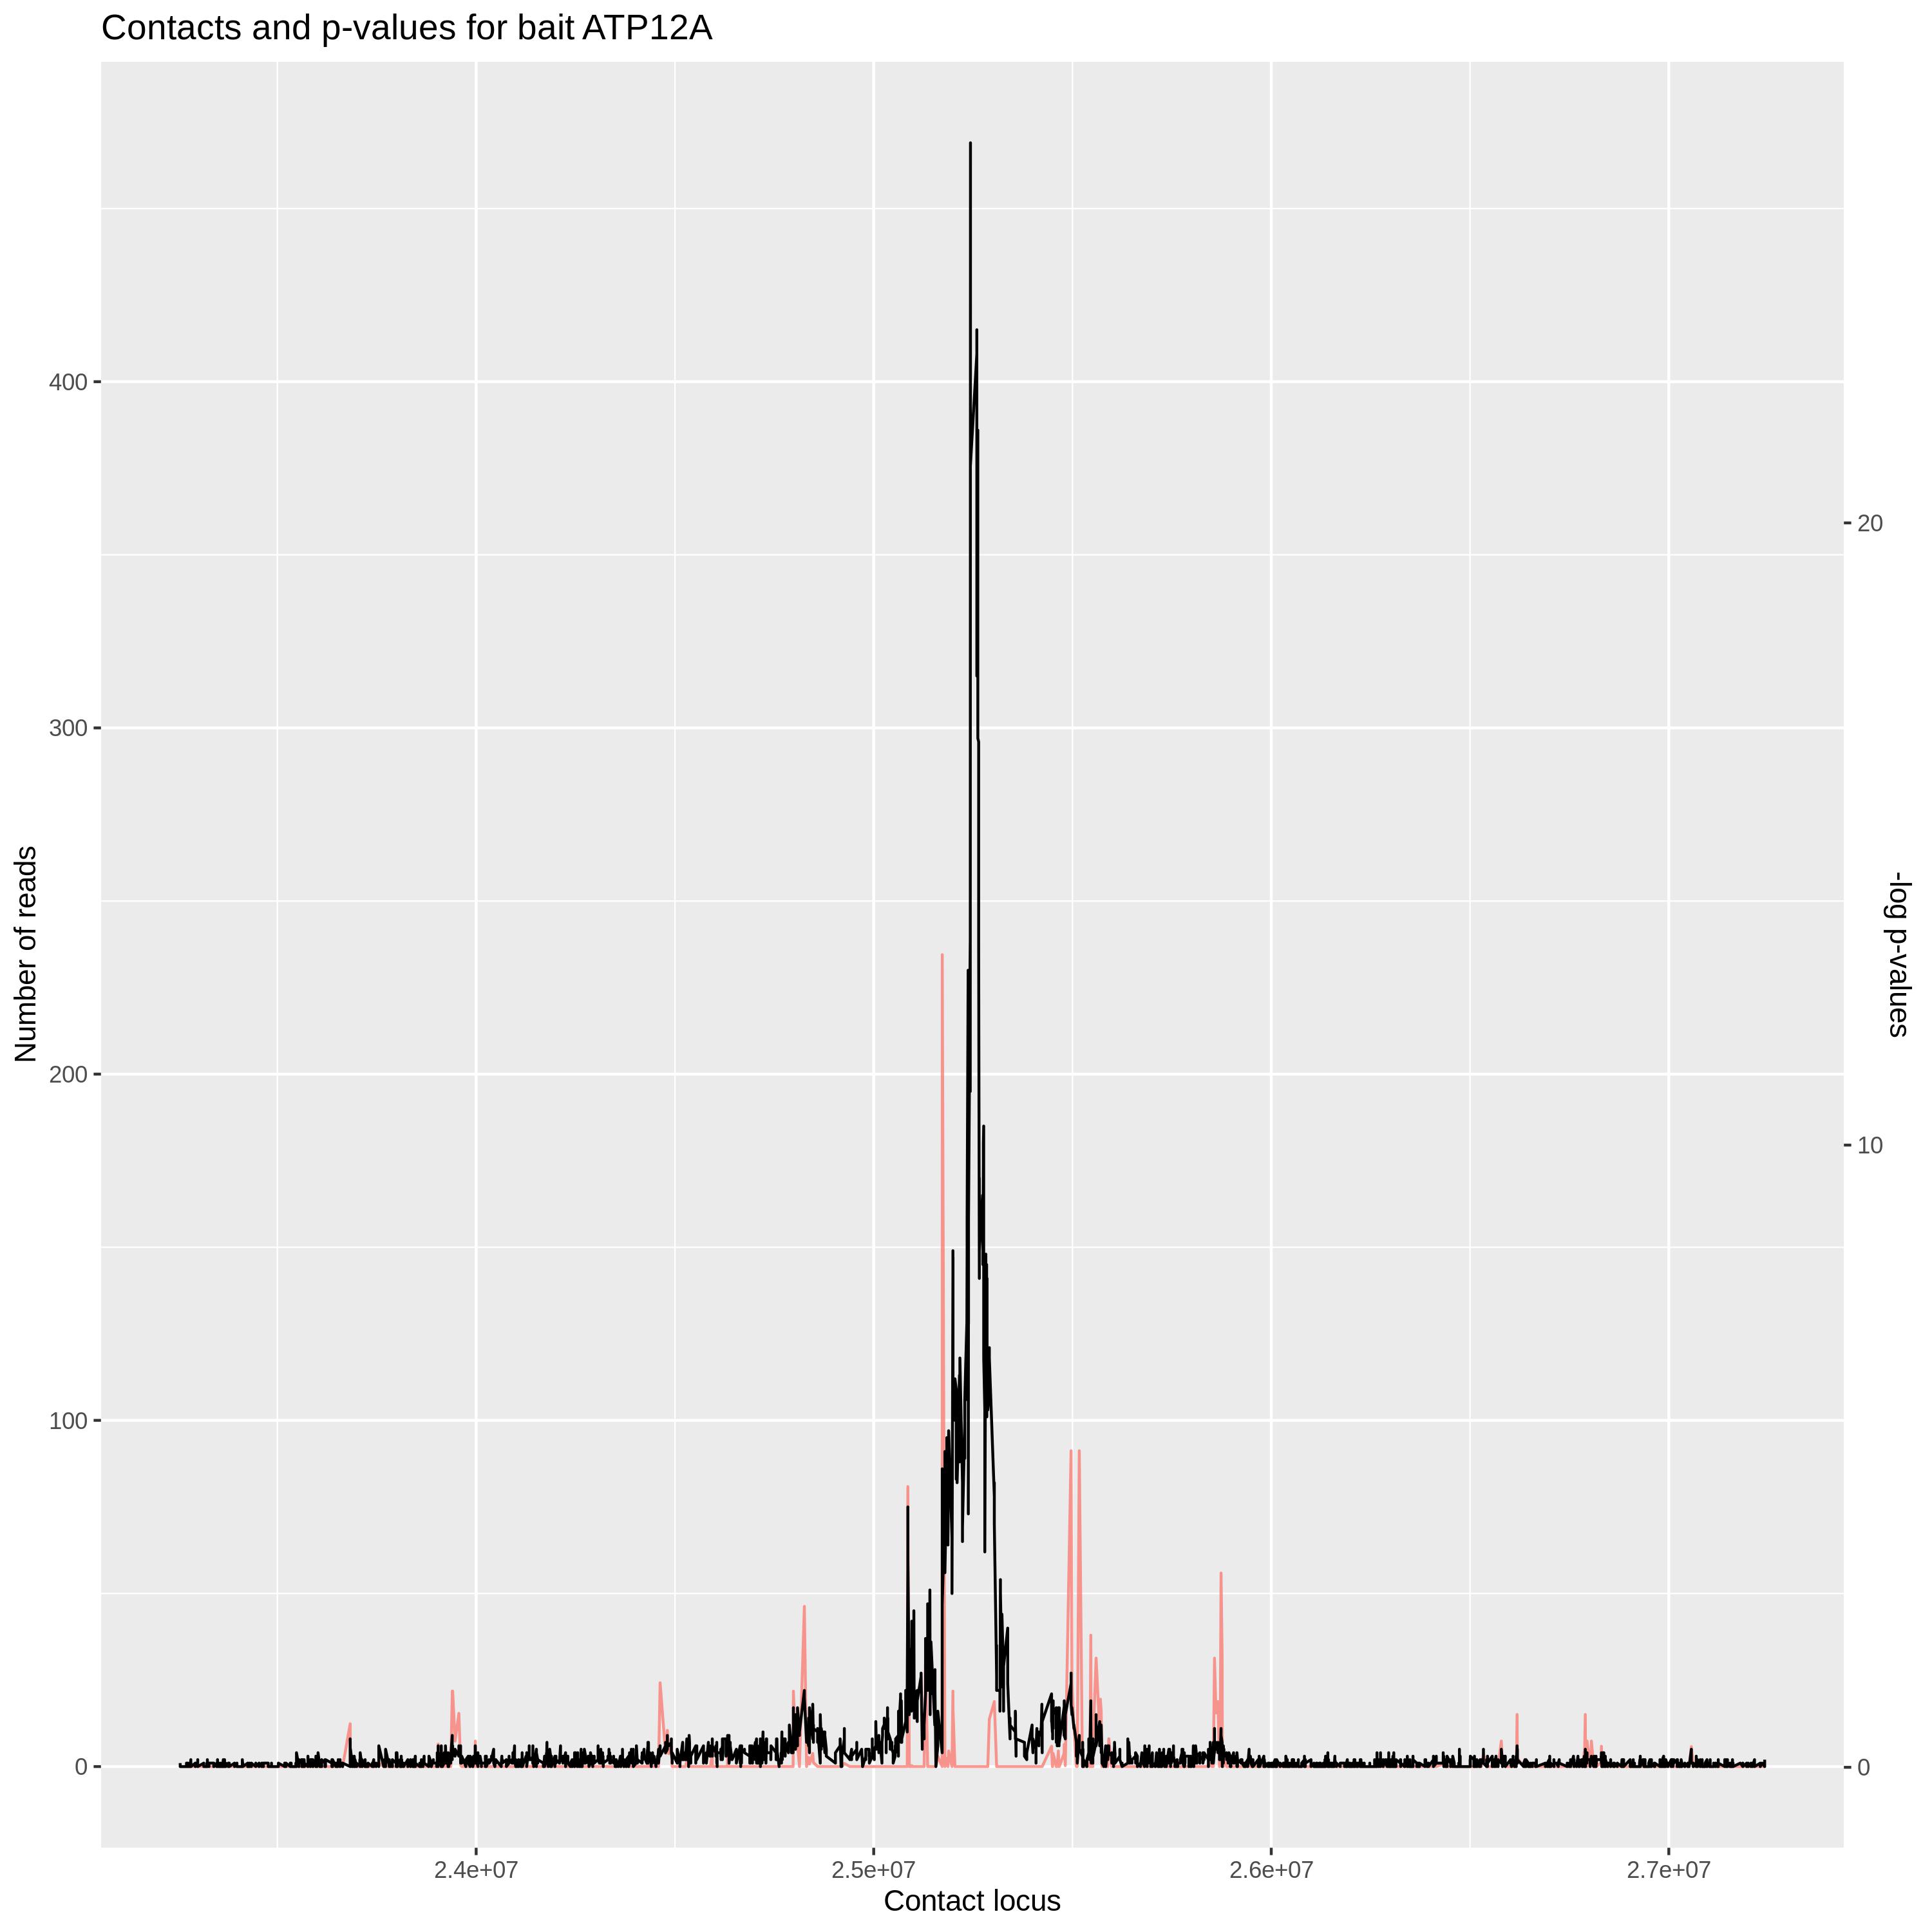 Contacts and p-values for bait ATP12A
400
300
200
100
0
20
10
0
Number of reads
-log p-values
2.4e+07
2.5e+07
2.6e+07
2.7e+07
Contact locus